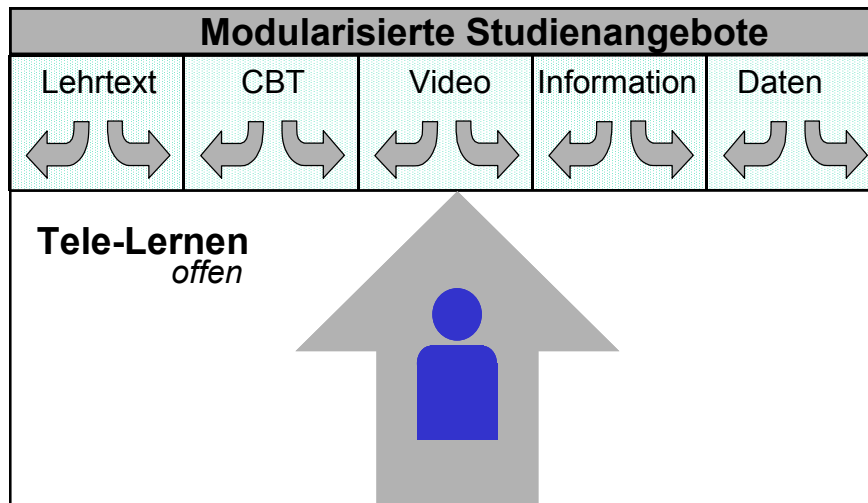 Modularisierte Studienangebote
Lehrtext CBT Video Information Daten
Tele-Lernen
offen